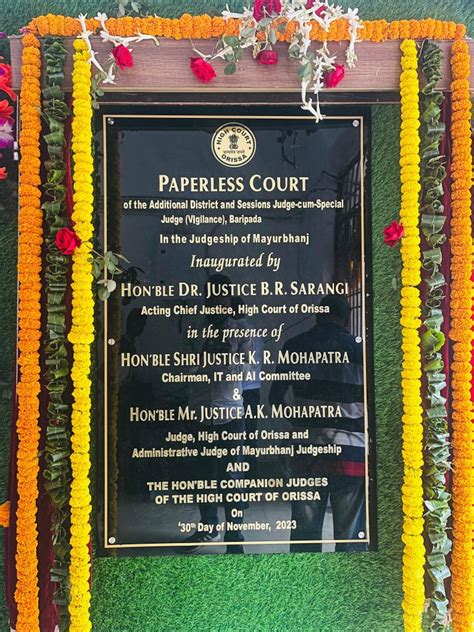 HIGH COURT
ORISSA
PAPERLESS COURT
of the Additional District and Sessions Judge-cum-Special
Judge (Vigilance), Baripada
In the Judgeship of Mayurbhanj
Inaugurated by
HON'BLE DR. JUSTICE B.R. SARANGI
Acting Chief Justice, High Court of Orissa
in the presence of
HON'BLE SHRI JUSTICE K. R. MOHAPATRA
Chairman, IT and AI Committee
&
HON'BLE MR. JUSTICE A.K. MOHAPATRA
Judge, High Court of Orissa and
Administrative Judge of Mayurbhanj Judgeship
AND
THE HON'BLE COMPANION JUDGES
OF THE HIGH COURT OF ORISSA
On
'30th Day of November, 2023